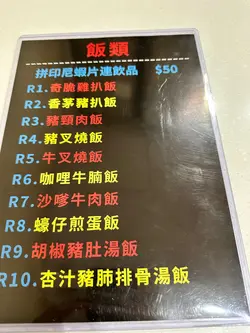 飯類
拼印尼蝦片連飲品 $50
R1.奇脆雞扒飯
R2.香茅豬扒飯
R3.豬頸肉飯
R4.豬叉燒飯
R5.牛叉燒飯
R6.咖哩牛腩飯
R7.沙嗲牛肉飯
R8.蠔仔煎蛋飯
R9.胡椒豬肚湯飯
R10.杏汁豬肺排骨湯飯